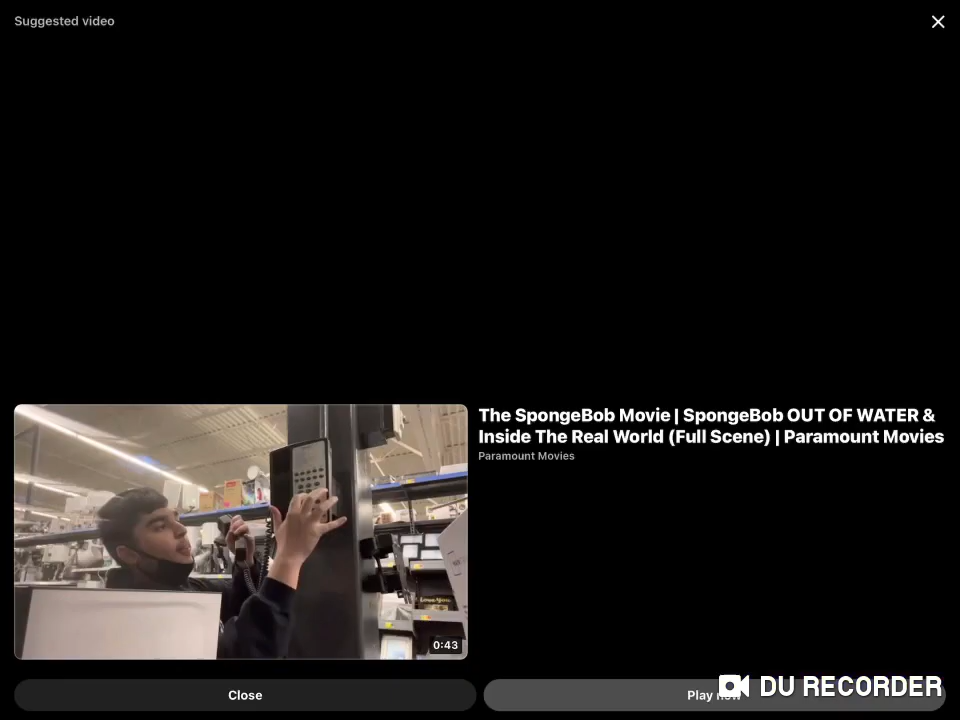 Suggested video
The SpongeBob Movie | SpongeBob OUT OF WATER &
Inside The Real World (Full Scene) | Paramount Movies
Paramount Movies
0:43
Close
Play now
DU RECORDER